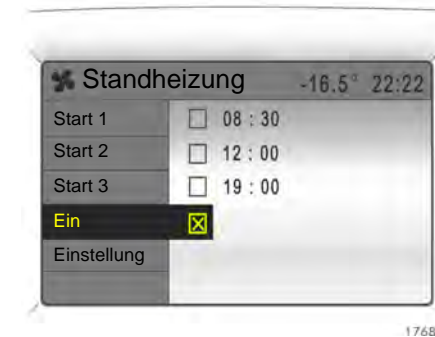 Standheizung -16.5° 22:22
Start 1 08 : 30
Start 2 12 : 00
Start 3 19 : 00
Ein
Einstellung
1768